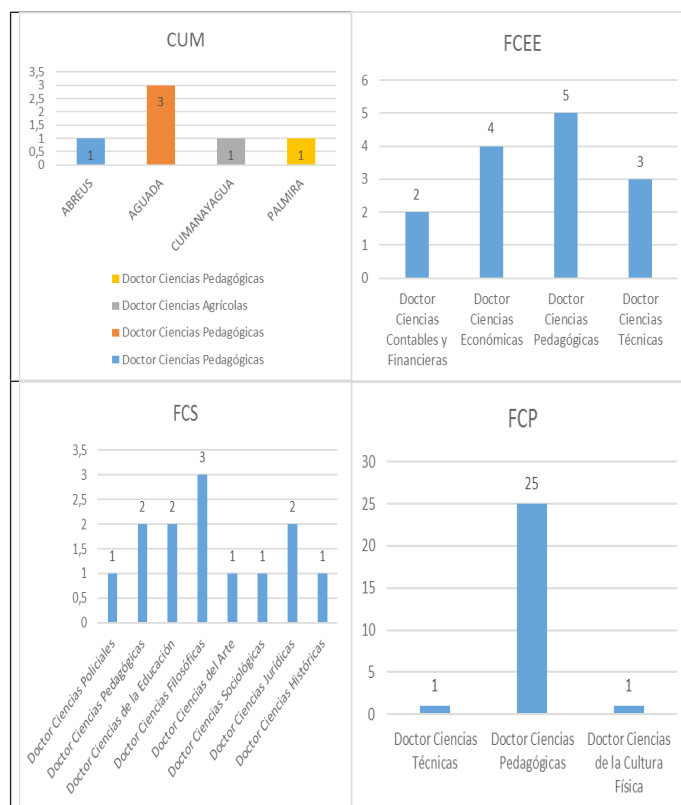 CUM
3,5
3
2,5
2
1,5
1
0,5
0
1
3
1
1
ABREUS
AGUADA
CUMANAYAGUA
PALMIRA
Doctor Ciencias Pedagógicas
Doctor Ciencias Agrícolas
Doctor Ciencias Pedagógicas
Doctor Ciencias Pedagógicas
FCEE
6
5
4
3
2
1
0
2
4
5
3
Doctor
Ciencias
Contables y
Financieras
Doctor
Ciencias
Económicas
Doctor
Ciencias
Pedagógicas
Doctor
Ciencias
Técnicas
FCS
3,5
3
2,5
2
1,5
1
0,5
0
1
2
2
3
1
1
2
1
Doctor Ciencias Policiales
Doctor Ciencias Pedagógicas
Doctor Ciencias de la Educación
Doctor Ciencias Filosóficas
Doctor Ciencias del Arte
Doctor Ciencias Sociológicas
Doctor Ciencias Jurídicas
Doctor Ciencias Históricas
FCP
30
25
20
15
10
5
0
1
25
1
Doctor Ciencias
Técnicas
Doctor Ciencias
Pedagógicas
Doctor Ciencias
de la Cultura
Física